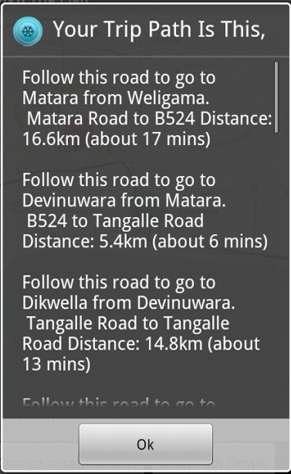 Your Trip Path Is This,
Follow this road to go to
Matara from Weligama.
Matara Road to B524 Distance:
16.6km (about 17 mins)
Follow this road to go to
Devinuwara from Matara.
B524 to Tangalle Road
Distance: 5.4km (about 6 mins)
Follow this road to go to
Dikwella from Devinuwara.
Tangalle Road to Tangalle
Road Distance: 14.8km (about
13 mins)
Follow this road to go to
Ok